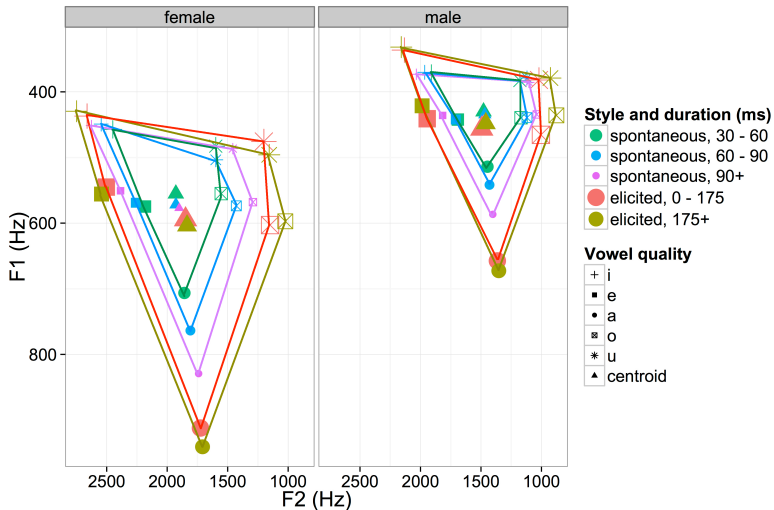 female
male
400
600
800
F1 (Hz)
2500
2000
1500
1000
2500
2000
1500
1000
F2 (Hz)
Style and duration (ms)
spontaneous, 30 - 60
spontaneous, 60 - 90
spontaneous, 90+
elicited, 0 - 175
elicited, 175+
Vowel quality
i
e
a
o
u
centroid